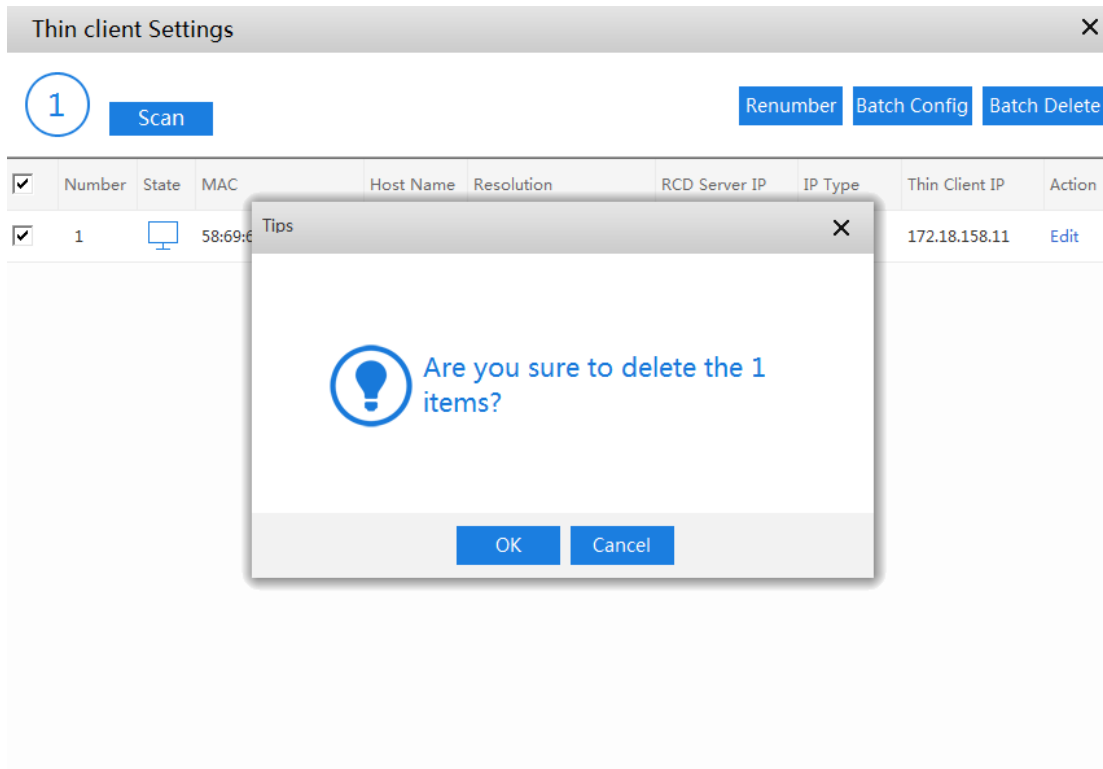 Thin client Settings
1
Scan
Renumber
Batch Config
Batch Delete
Number State MAC Host Name Resolution RCD Server IP IP Type Thin Client IP Action
1 58:69:6 172.18.158.11 Edit
Tips
Are you sure to delete the 1
items?
OK
Cancel